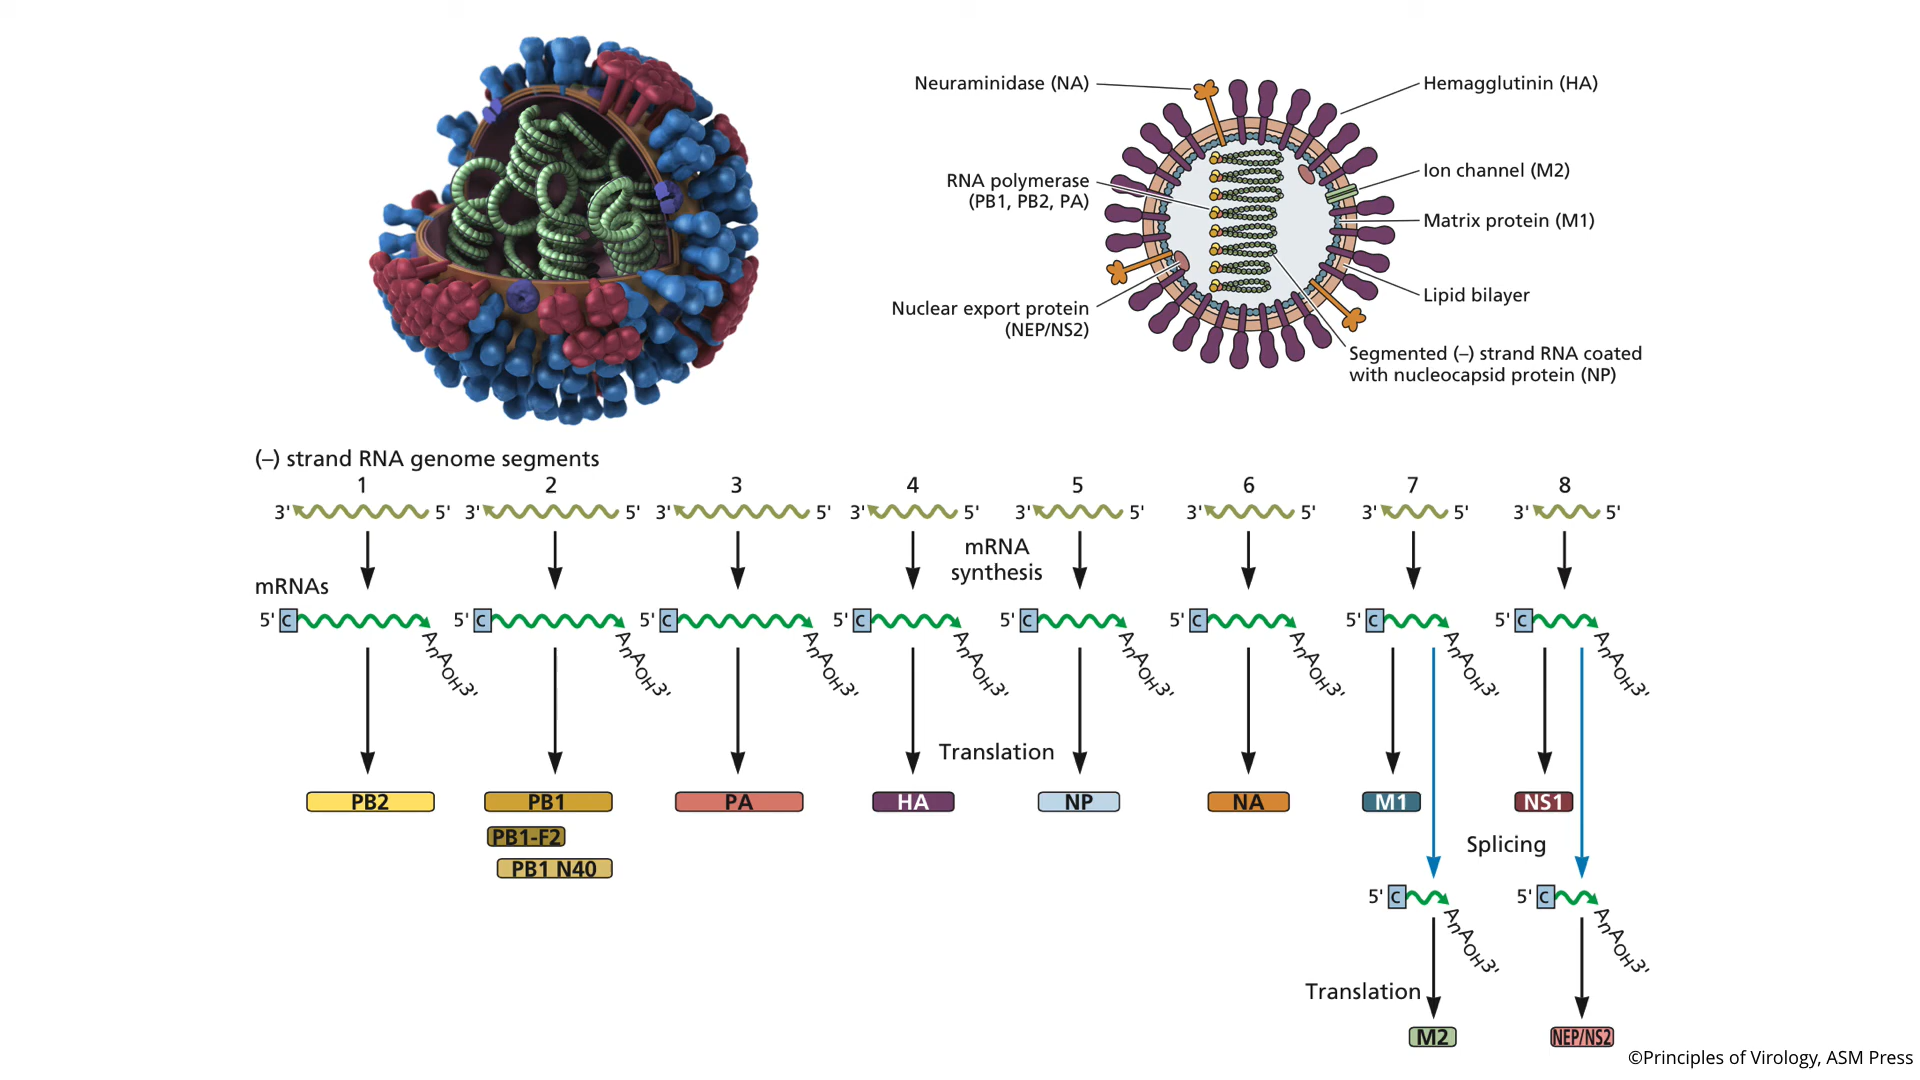 Neuraminidase (NA)
Hemagglutinin (HA)
RNA polymerase
(PB1, PB2, PA)
Ion channel (M2)
Matrix protein (M1)
Nuclear export protein
(NEP/NS2)
Lipid bilayer
Segmented (–) strand RNA coated
with nucleocapsid protein (NP)
(–) strand RNA genome segments
1 2 3 4 5 6 7 8
3' 5' 3' 5' 3' 5' 3' 5' 3' 5' 3' 5' 3' 5' 3' 5'
mRNA
synthesis
mRNAs
5' C AnAOH3' 5' C AnAOH3' 5' C AnAOH3' 5' C AnAOH3' 5' C AnAOH3' 5' C AnAOH3' 5' C AnAOH3' 5' C AnAOH3'
Translation
PB2 PB1 PA HA NP NA M1 NS1
PB1-F2
PB1 N40
Splicing
5' C AnAOH3' 5' C AnAOH3'
Translation
M2 NEP/NS2
©Principles of Virology, ASM Press